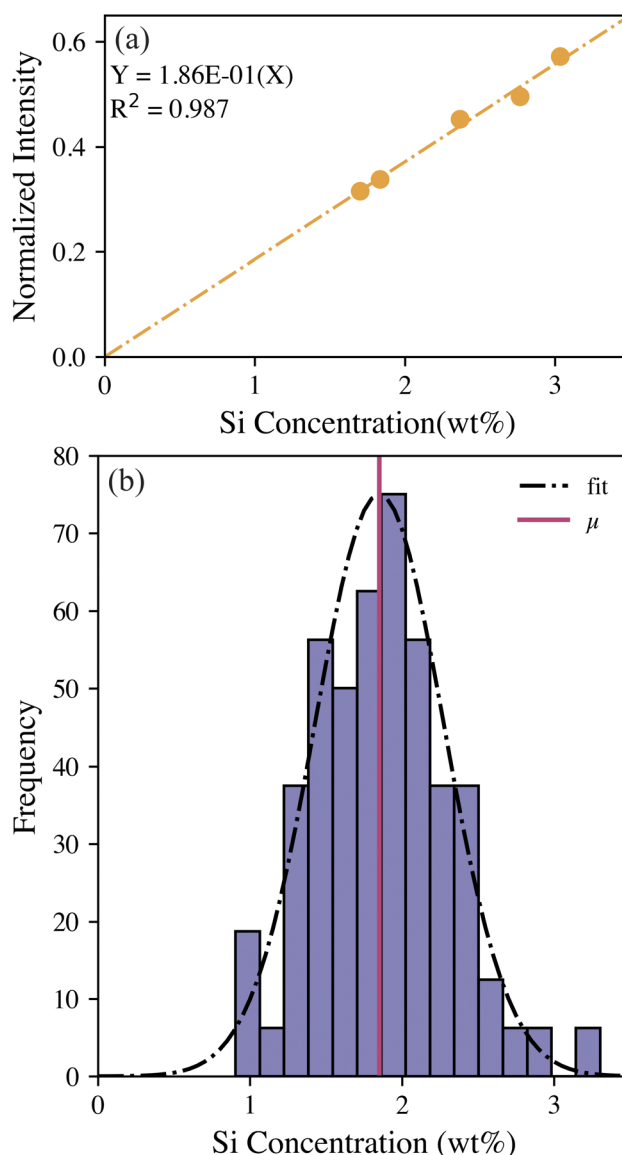 (a)
Y = 1.86E-01(X)
R² = 0.987
Normalized Intensity
0.6
0.4
0.2
0.0
0 1 2 3
Si Concentration(wt%)
(b)
fit
μ
Frequency
80
70
60
50
40
30
20
10
0
0 1 2 3
Si Concentration (wt%)